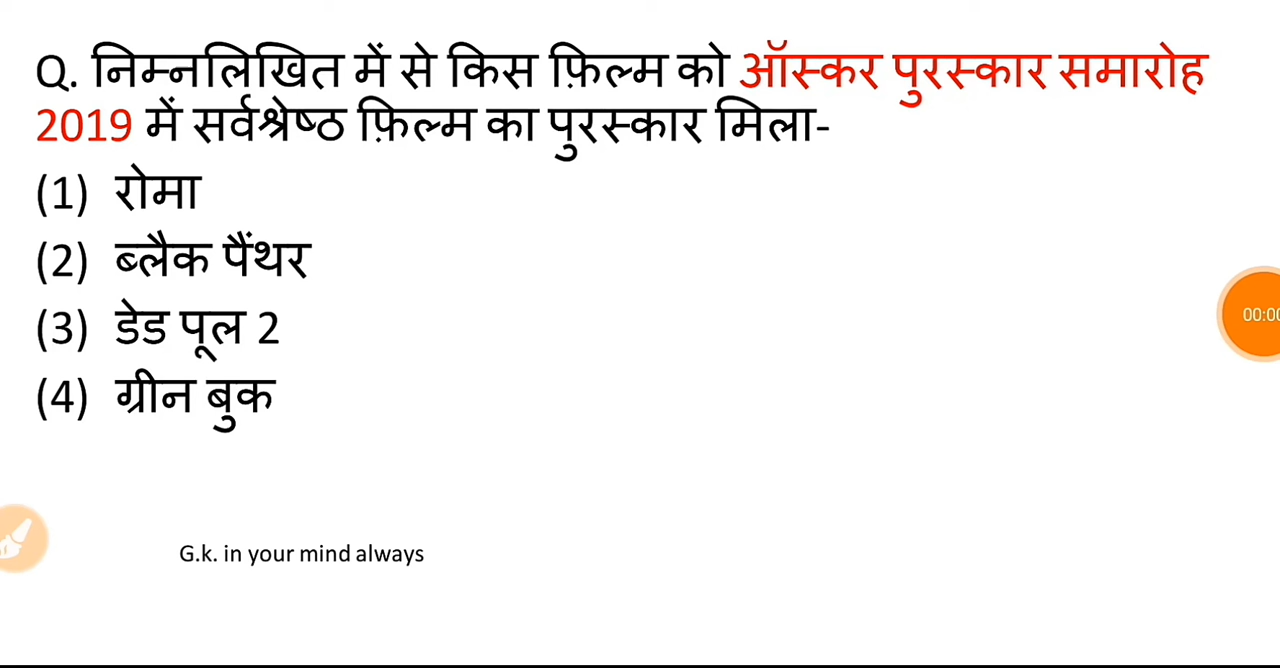 Q. निम्नलिखित में से किस फ़िल्म को ऑस्कर पुरस्कार समारोह
2019 में सर्वश्रेष्ठ फ़िल्म का पुरस्कार मिला-
(1) रोमा
(2) ब्लैक पैंथर
(3) डेड पूल 2
(4) ग्रीन बुक
G.k. in your mind always